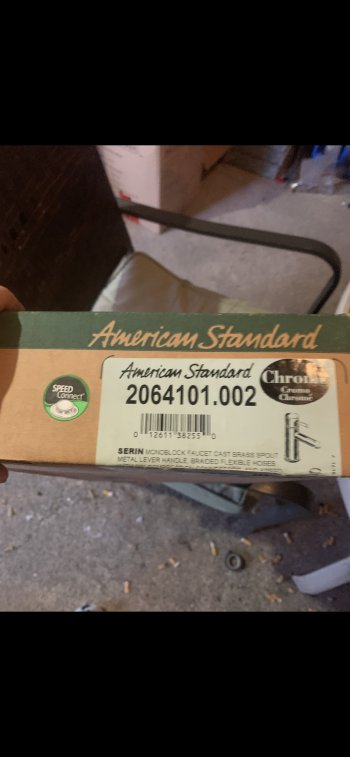 American Standard
SPEED
Connect
American Standard
2064101.002
Chrome
Cromo
Chromé
0 12611 38255 0
SERIN MONOBLOCK FAUCET CAST BRASS SPOUT
METAL LEVER HANDLE, BRAIDED FLEXIBLE HOSES